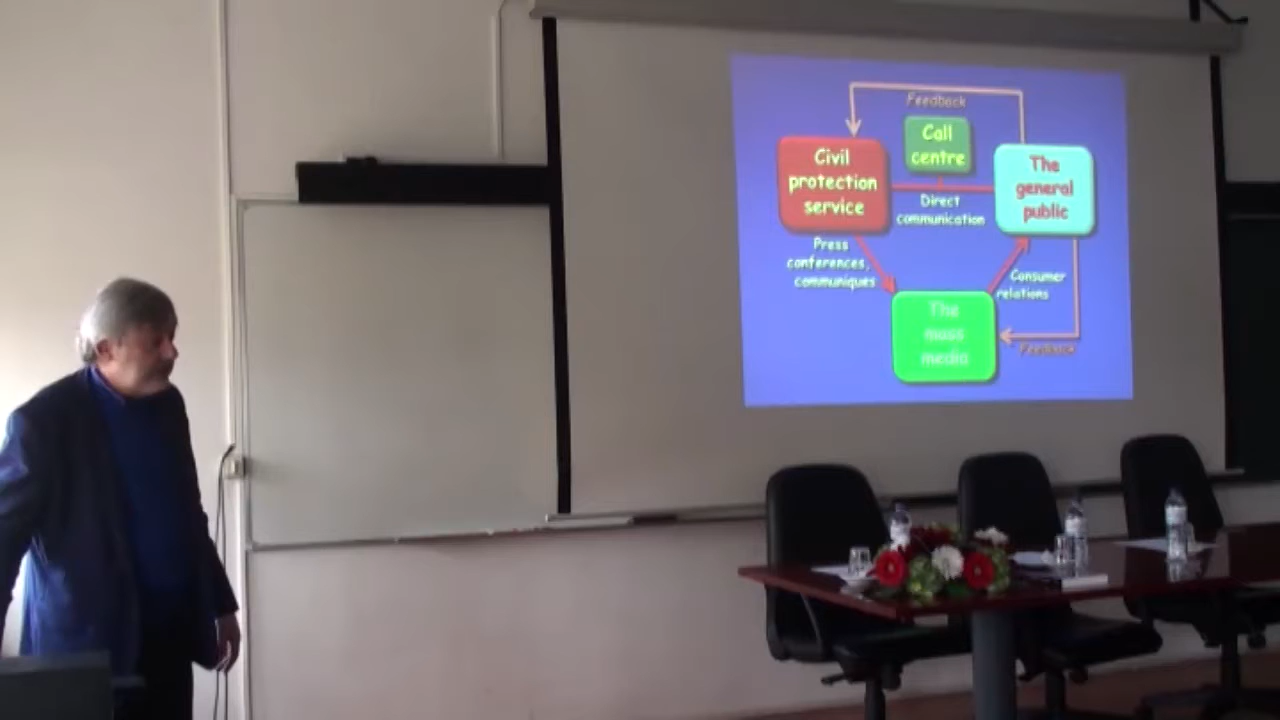 Feedback
Call
centre
Civil
protection
service
The
general
public
Direct
communication
Press
conferences,
communiques
Consumer
relations
The
mass
media
Feedback